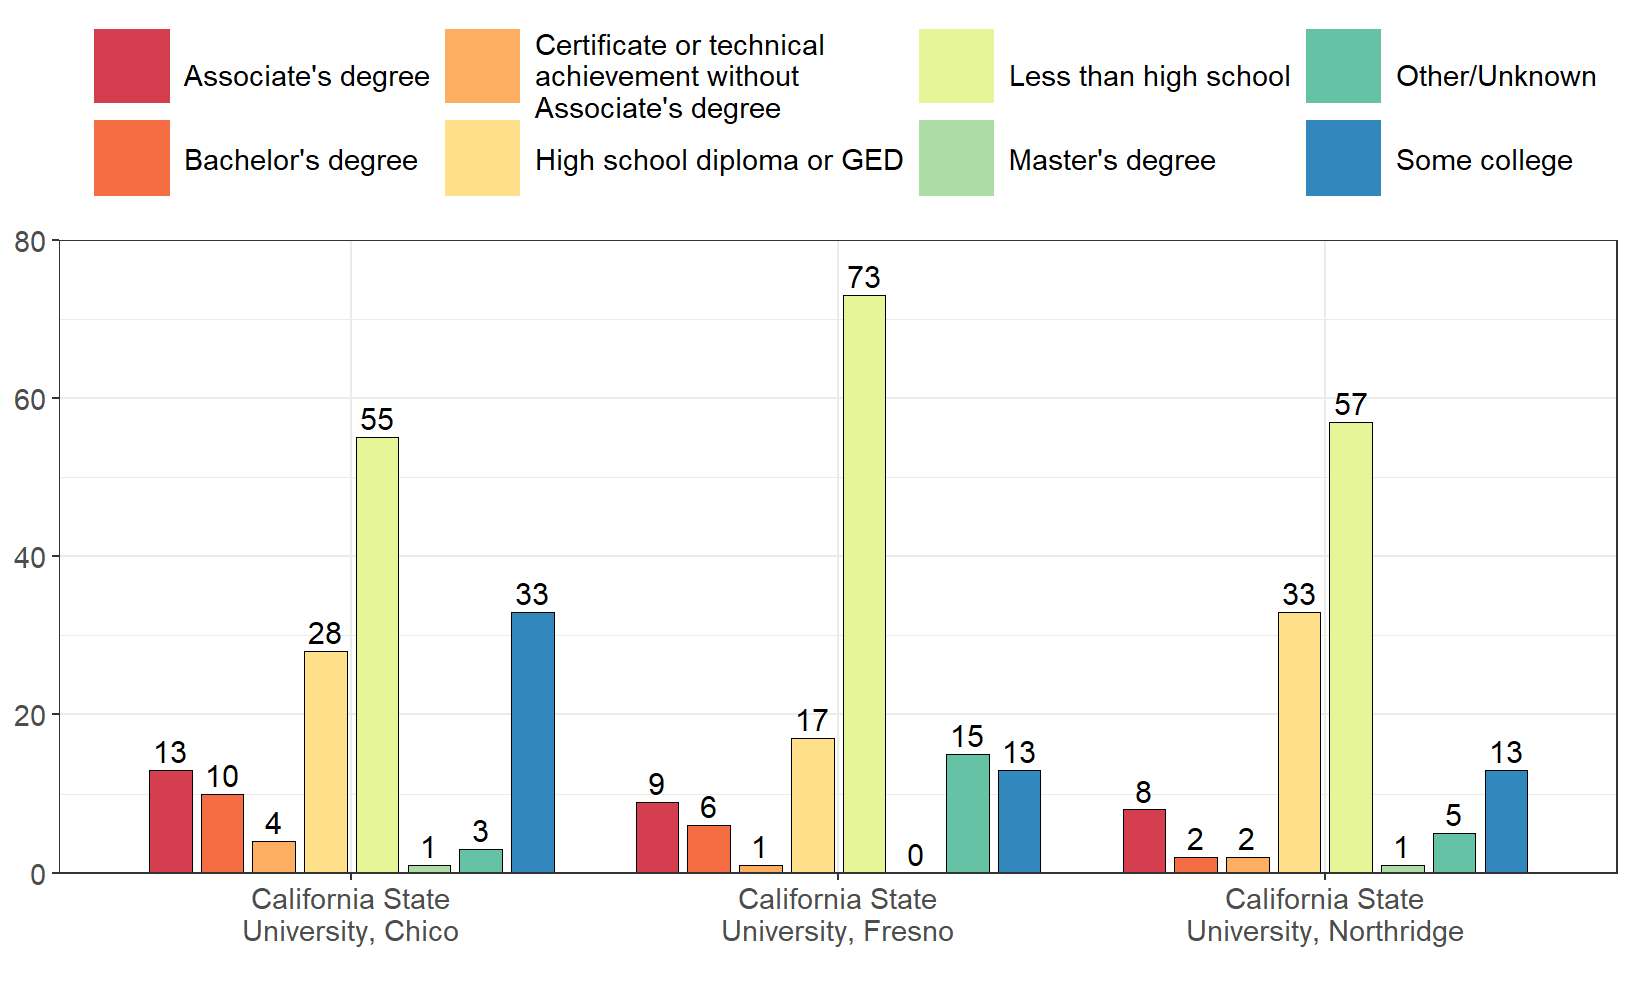 Associate's degree
Certificate or technical
achievement without
Associate's degree
Less than high school
Other/Unknown
Bachelor's degree
High school diploma or GED
Master's degree
Some college
80
60
40
20
0
13
10
4
28
55
1
3
33
9
6
1
17
73
0
15
13
8
2
2
33
57
1
5
13
California State
University, Chico
California State
University, Fresno
California State
University, Northridge